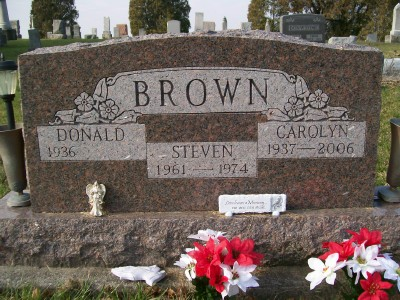 BROWN
DONALD
1936
STEVEN
1961—1974
CAROLYN
1937—2006